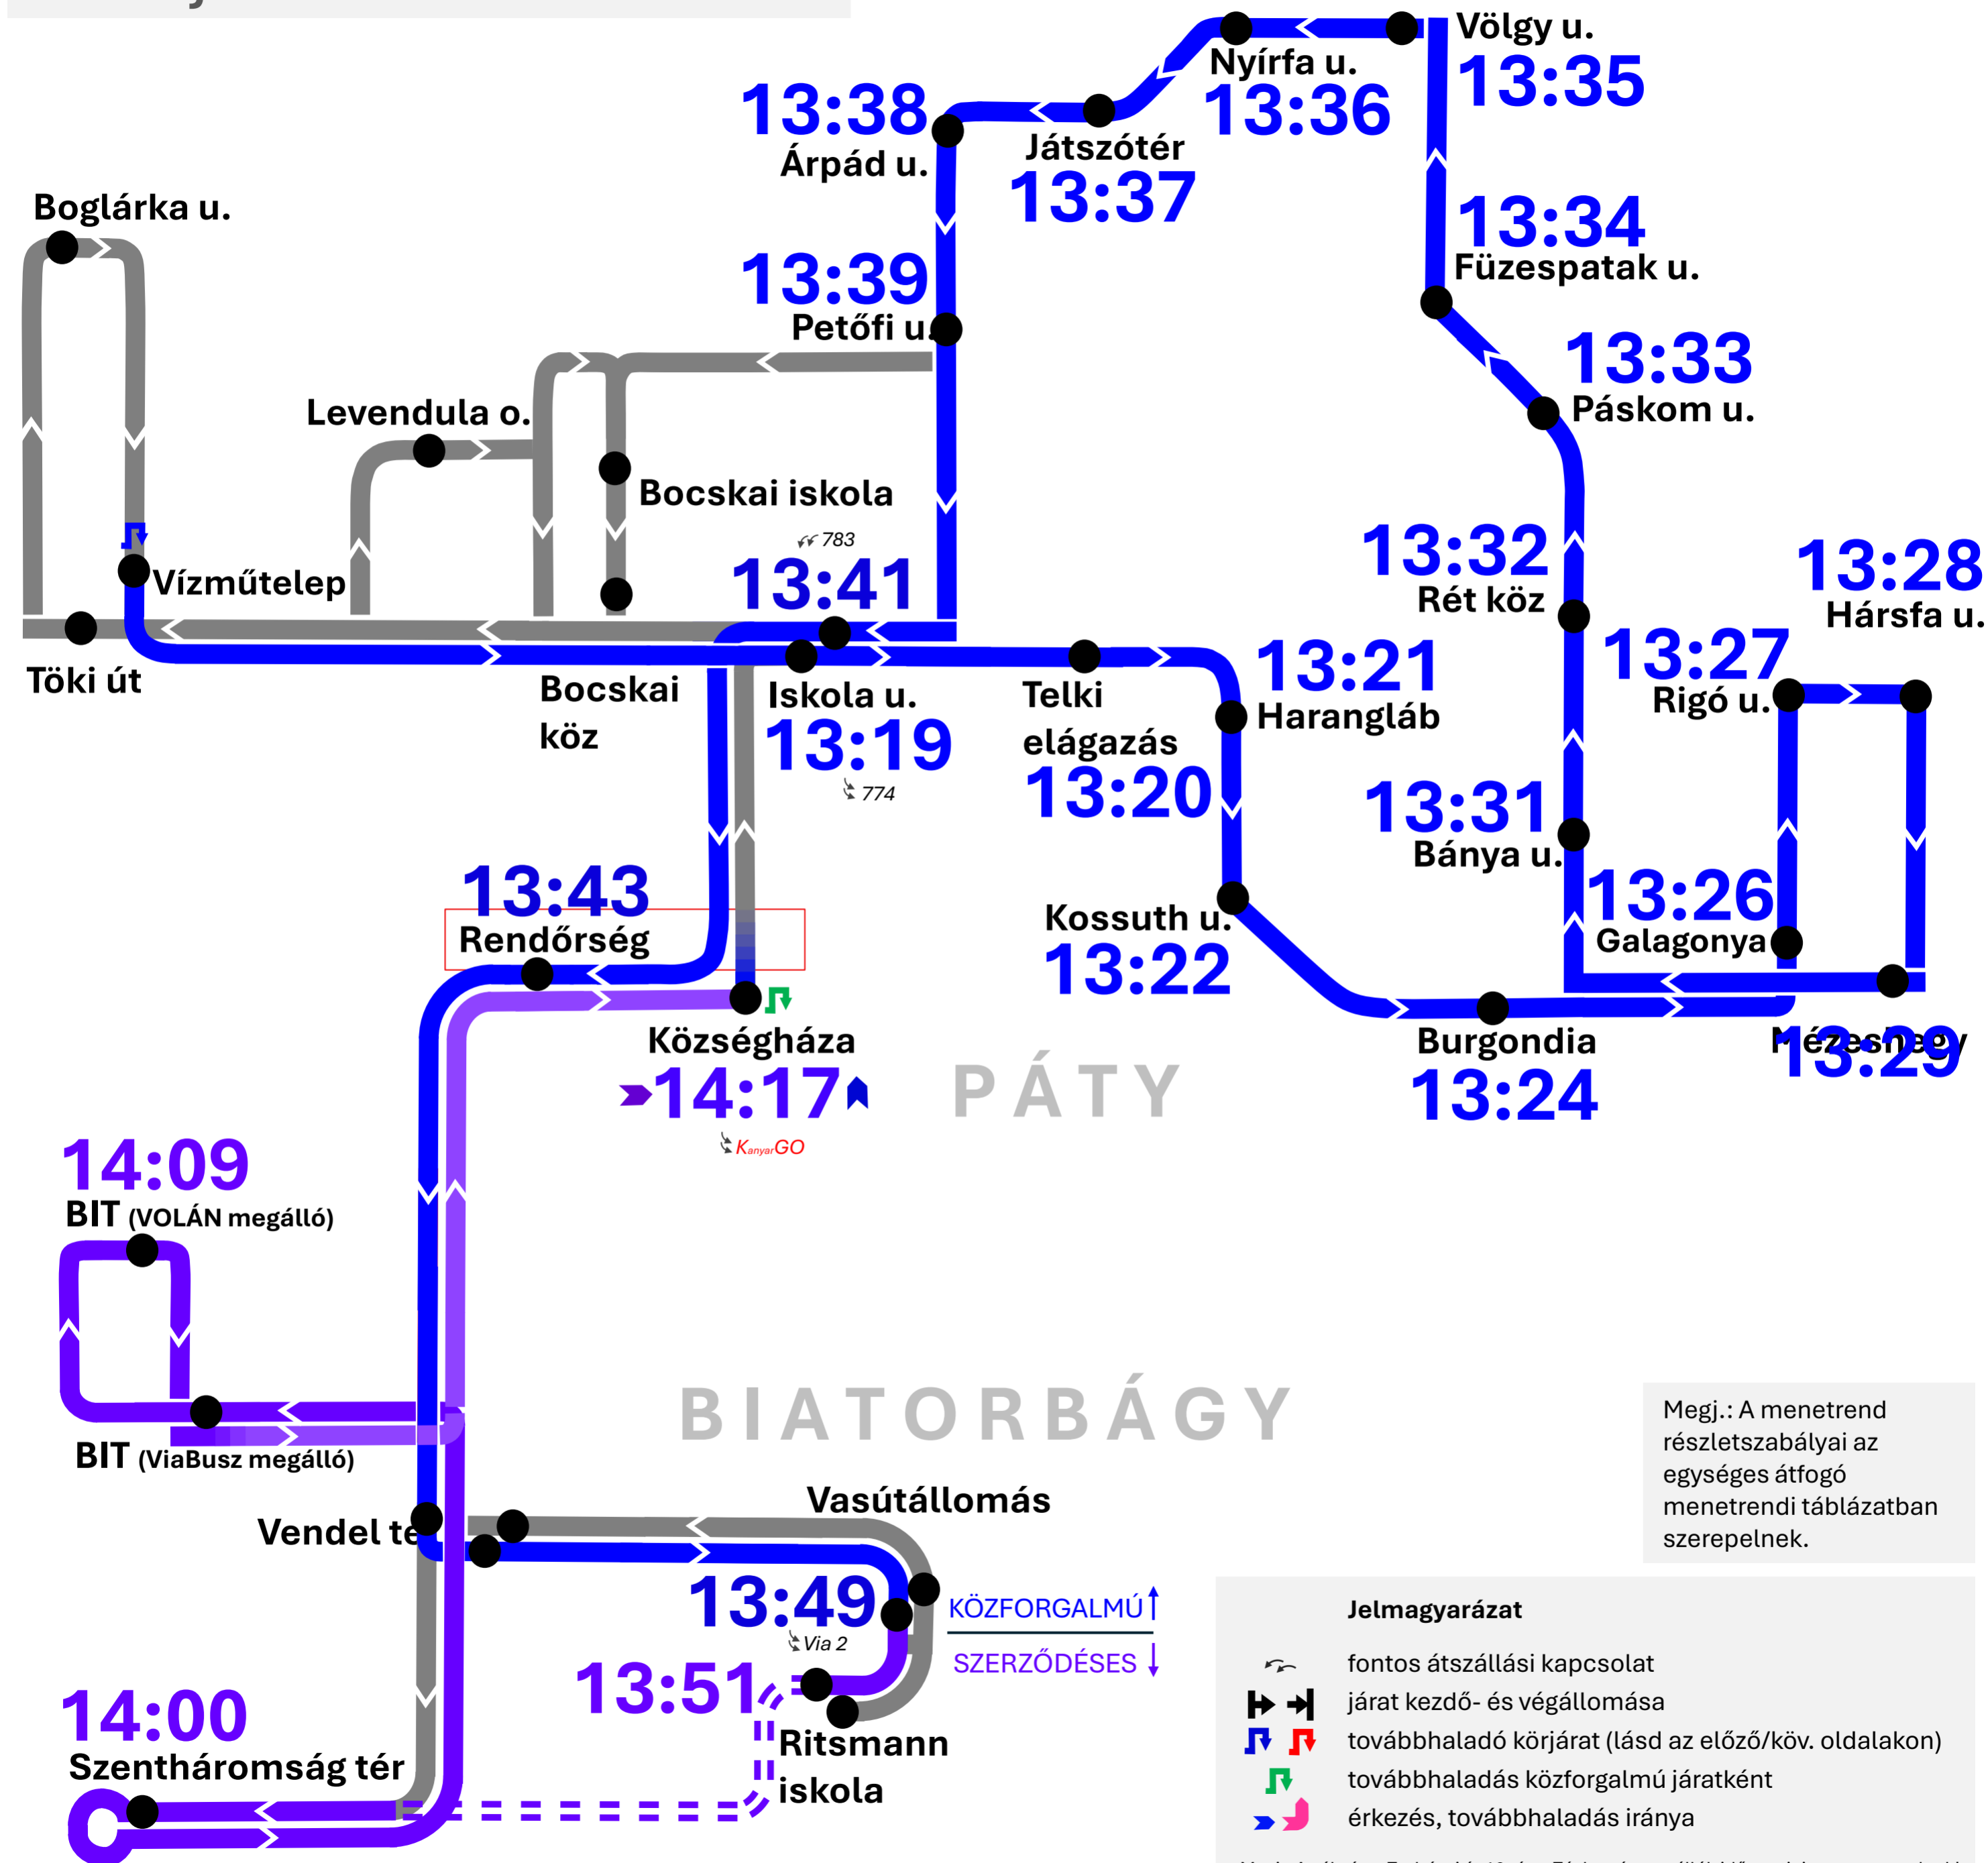 Völgy u.
13:35
Nyírfa u.
13:36
13:38
Árpád u.
Játszótér
13:37
Boglárka u.
13:34
Füzespatak u.
13:39
Petőfi u.
13:33
Páskom u.
Levendula o.
Bocskai iskola
783
13:41
Vízműtelep
13:32
Rét köz
13:28
Hársfa u.
13:27
Rigó u.
Töki út
Bocskai
köz
Iskola u.
13:19
774
Telki
elágazás
13:20
13:21
Harangláb
13:31
Bánya u.
13:43
Rendőrség
Kossuth u.
13:22
13:26
Galagonya
Községháza
14:17
KanyarGO
PÁTY
Burgondia
13:24
Mézeshegy
13:29
14:09
BIT (VOLÁN megálló)
BIATORBÁGY
BIT (ViaBusz megálló)
Megj.: A menetrend
részletszabályai az
egységes átfogó
menetrendi táblázatban
szerepelnek.
Vasútállomás
Vendel te
13:49
Via 2
KÖZFORGALMÚ
SZERZŐDÉSES
13:51
Ritsmann
iskola
14:00
Szentháromság tér
Jelmagyarázat
fontos átszállási kapcsolat
járat kezdő- és végállomása
továbbhaladó körjárat (lásd az előző/köv. oldalakon)
továbbhaladás közforgalmú járatként
érkezés, továbbhaladás iránya